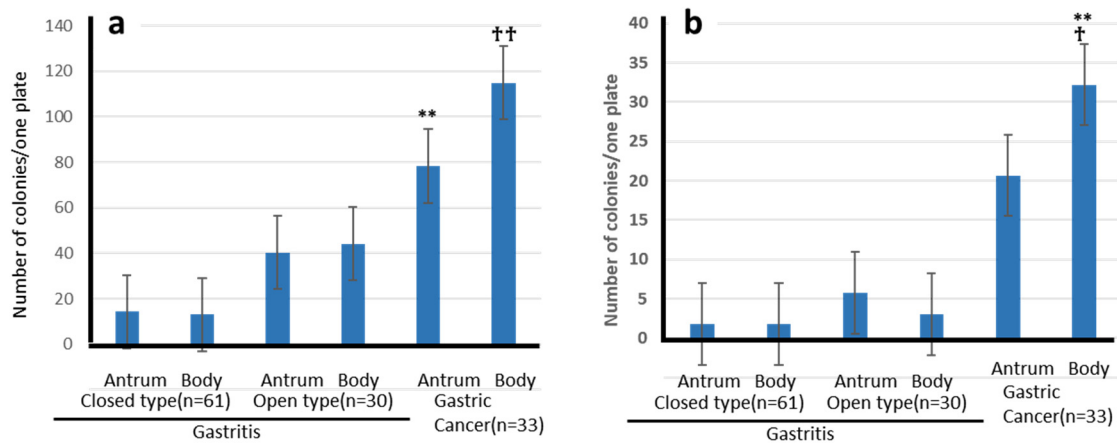 a
Number of colonies/one plate
140
120
100
80
60
40
20
0
**
††
Antrum Body Antrum Body Antrum Body
Closed type(n=61) Open type(n=30) Gastric
Cancer(n=33)
Gastritis
b
Number of colonies/one plate
40
35
30
25
20
15
10
5
0
**
†
Antrum Body Antrum Body Antrum Body
Closed type(n=61) Open type(n=30) Gastric
Cancer(n=33)
Gastritis